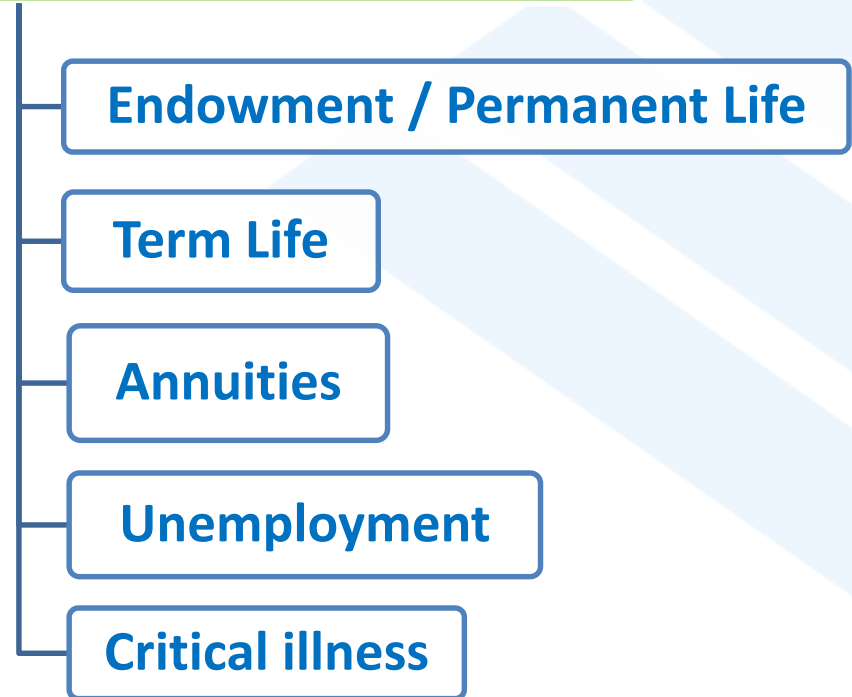 Endowment / Permanent Life
Term Life
Annuities
Unemployment
Critical illness